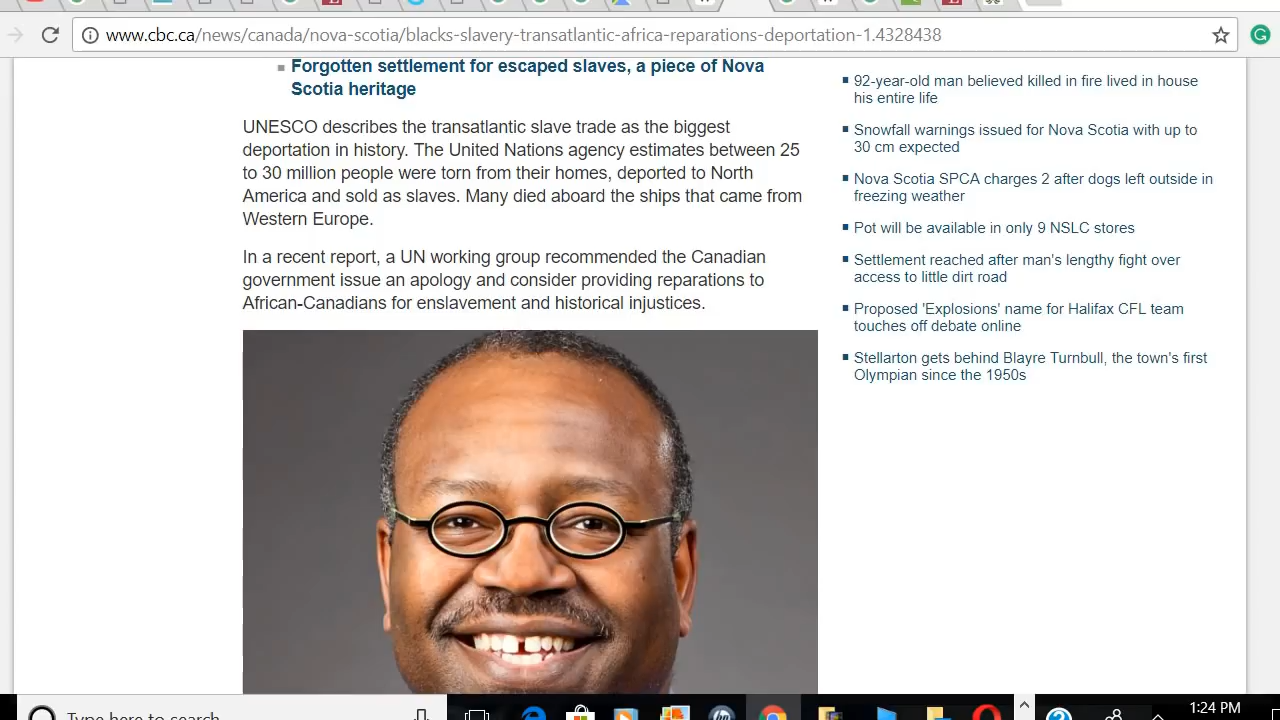 www.cbc.ca/news/canada/nova-scotia/blacks-slavery-transatlantic-africa-reparations-deportation-1.4328438
Forgotten settlement for escaped slaves, a piece of Nova
Scotia heritage
UNESCO describes the transatlantic slave trade as the biggest
deportation in history. The United Nations agency estimates between 25
to 30 million people were torn from their homes, deported to North
America and sold as slaves. Many died aboard the ships that came from
Western Europe.
In a recent report, a UN working group recommended the Canadian
government issue an apology and consider providing reparations to
African-Canadians for enslavement and historical injustices.
92-year-old man believed killed in fire lived in house
his entire life
Snowfall warnings issued for Nova Scotia with up to
30 cm expected
Nova Scotia SPCA charges 2 after dogs left outside in
freezing weather
Pot will be available in only 9 NSLC stores
Settlement reached after man's lengthy fight over
access to little dirt road
Proposed 'Explosions' name for Halifax CFL team
touches off debate online
Stellarton gets behind Blayre Turnbull, the town's first
Olympian since the 1950s
Type here to search
1:24 PM